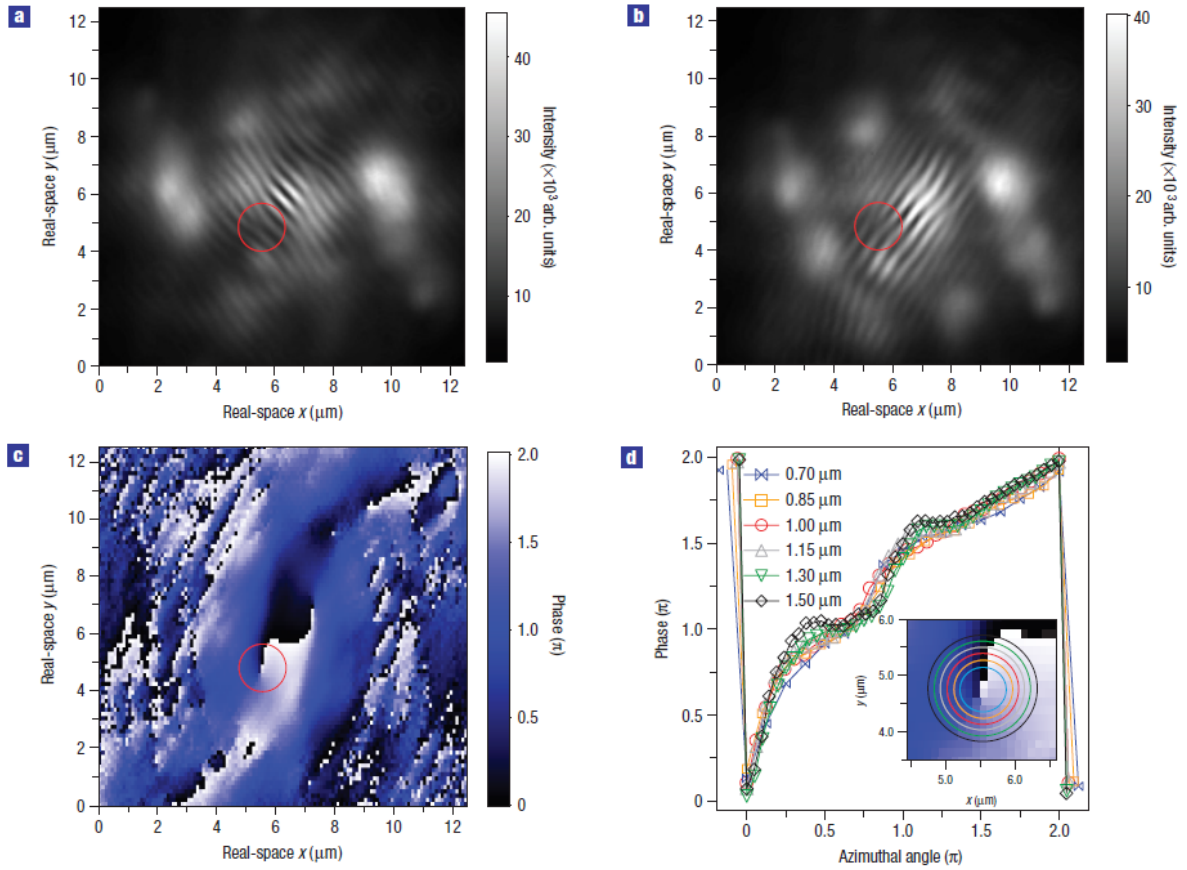 a
12
10
8
6
4
2
0
0 2 4 6 8 10 12
Real-space y (μm)
Real-space x (μm)
40
30
20
10
Intensity (×10³ arb. units)
b
12
10
8
6
4
2
0
0 2 4 6 8 10 12
Real-space y (μm)
Real-space x (μm)
40
30
20
10
Intensity (×10³ arb. units)
c
12
10
8
6
4
2
0
0 2 4 6 8 10 12
Real-space y (μm)
Real-space x (μm)
2.0
1.5
1.0
0.5
0
Phase (π)
d
2.0
1.5
1.0
0.5
0
Phase (π)
0 0.5 1.0 1.5 2.0
Azimuthal angle (π)
0.70 μm
0.85 μm
1.00 μm
1.15 μm
1.30 μm
1.50 μm
6.0
5.0
4.0
y (μm)
5.0 6.0
x (μm)